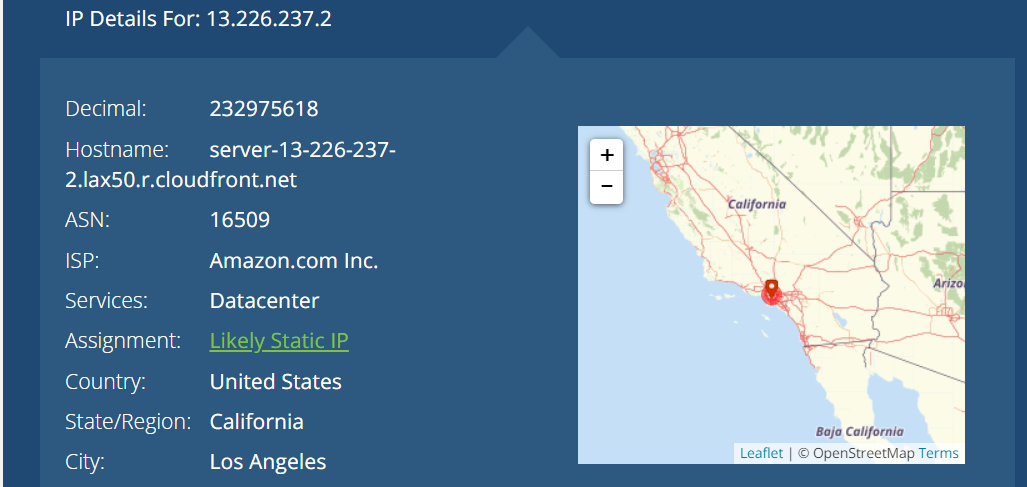 IP Details For: 13.226.237.2
Decimal: 232975618
Hostname: server-13-226-237-
2.lax50.r.cloudfront.net
ASN: 16509
ISP: Amazon.com Inc.
Services: Datacenter
Assignment: Likely Static IP
Country: United States
State/Region: California
City: Los Angeles
+
−
California
Arizo
Baja California
Leaflet | © OpenStreetMap Terms